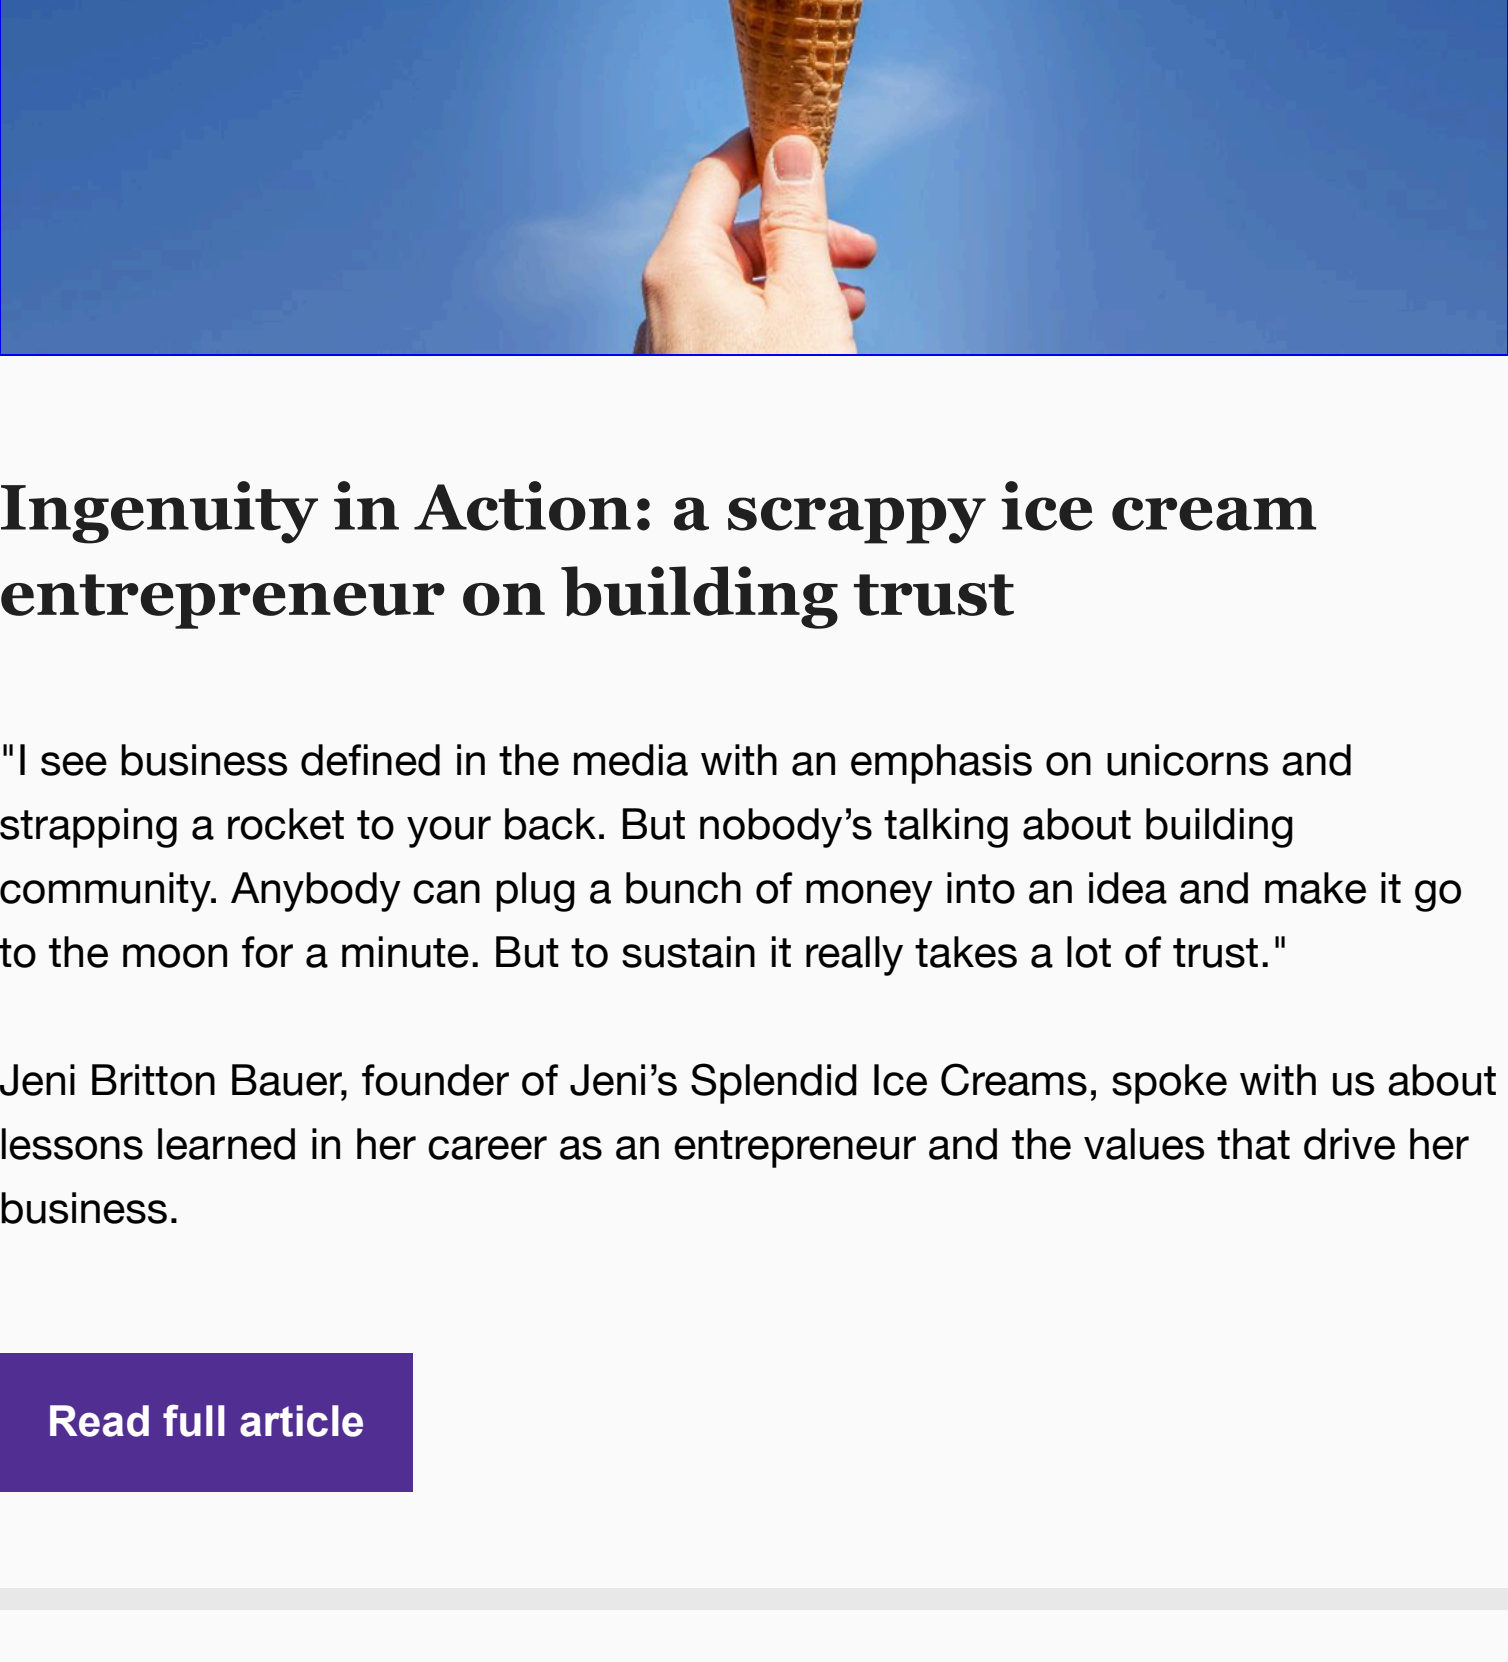 Ingenuity in Action: a scrappy ice cream
entrepreneur on building trust
"I see business defined in the media with an emphasis on unicorns and
strapping a rocket to your back. But nobody’s talking about building
community. Anybody can plug a bunch of money into an idea and make it go
to the moon for a minute. But to sustain it really takes a lot of trust."
Jeni Britton Bauer, founder of Jeni’s Splendid Ice Creams, spoke with us about
lessons learned in her career as an entrepreneur and the values that drive her
business.
Read full article